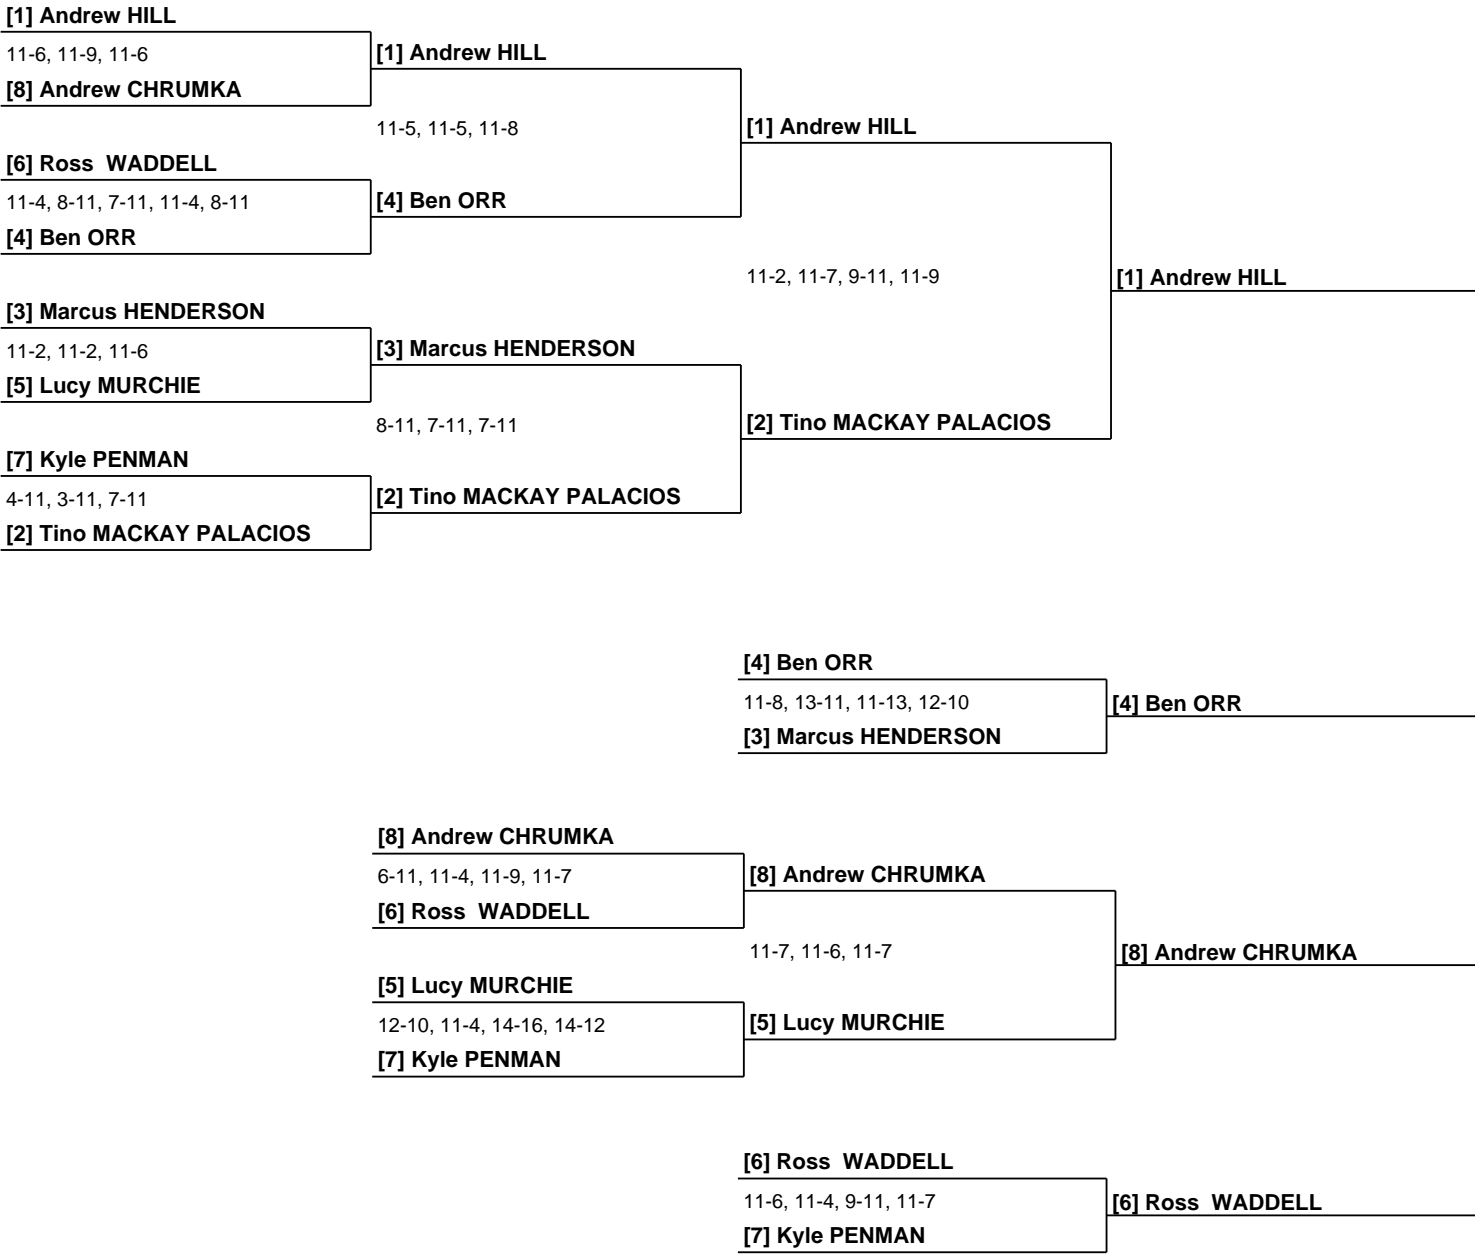 [1] Andrew HILL
11-6, 11-9, 11-6
[1] Andrew HILL
[8] Andrew CHRUMKA
11-5, 11-5, 11-8
[1] Andrew HILL
[6] Ross  WADDELL
11-4, 8-11, 7-11, 11-4, 8-11
[4] Ben ORR
[4] Ben ORR
11-2, 11-7, 9-11, 11-9
[1] Andrew HILL
[3] Marcus HENDERSON
11-2, 11-2, 11-6
[3] Marcus HENDERSON
[5] Lucy MURCHIE
8-11, 7-11, 7-11
[2] Tino MACKAY PALACIOS
[7] Kyle PENMAN
4-11, 3-11, 7-11
[2] Tino MACKAY PALACIOS
[2] Tino MACKAY PALACIOS
[4] Ben ORR
11-8, 13-11, 11-13, 12-10
[4] Ben ORR
[3] Marcus HENDERSON
[8] Andrew CHRUMKA
6-11, 11-4, 11-9, 11-7
[8] Andrew CHRUMKA
[6] Ross  WADDELL
11-7, 11-6, 11-7
[8] Andrew CHRUMKA
[5] Lucy MURCHIE
12-10, 11-4, 14-16, 14-12
[5] Lucy MURCHIE
[7] Kyle PENMAN
[6] Ross  WADDELL
11-6, 11-4, 9-11, 11-7
[6] Ross  WADDELL
[7] Kyle PENMAN